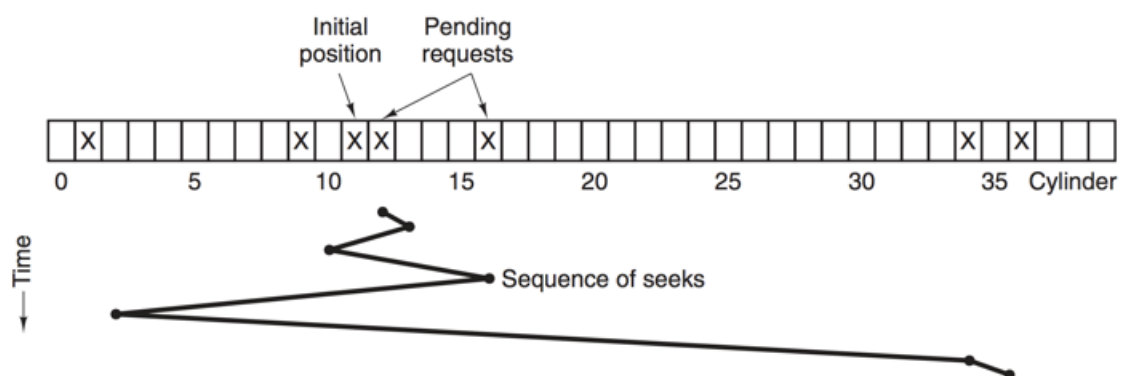 Initial
position
Pending
requests
X X X X X X X
0 5 10 15 20 25 30 35 Cylinder
Time
Sequence of seeks